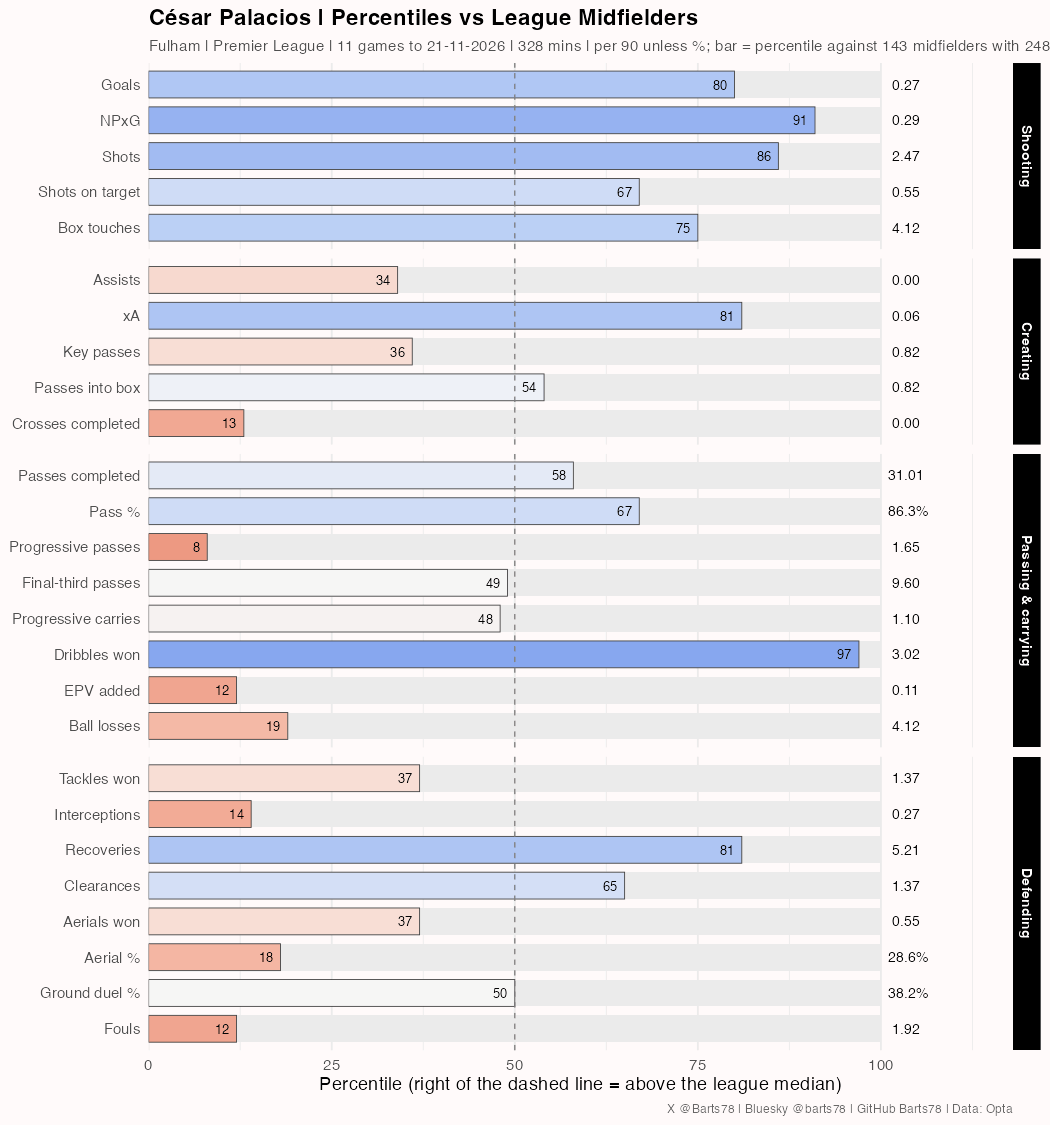 César Palacios | Percentiles vs League Midfielders
Fulham | Premier League | 11 games to 21-11-2026 | 328 mins | per 90 unless %; bar = percentile against 143 midfielders with 248
Goals 80 0.27
NPxG 91 0.29
Shots 86 2.47
Shots on target 67 0.55
Box touches 75 4.12
Shooting
Assists 34 0.00
xA 81 0.06
Key passes 36 0.82
Passes into box 54 0.82
Crosses completed 13 0.00
Creating
Passes completed 58 31.01
Pass % 67 86.3%
Progressive passes 8 1.65
Final-third passes 49 9.60
Progressive carries 48 1.10
Dribbles won 97 3.02
EPV added 12 0.11
Ball losses 19 4.12
Passing & carrying
Tackles won 37 1.37
Interceptions 14 0.27
Recoveries 81 5.21
Clearances 65 1.37
Aerials won 37 0.55
Aerial % 18 28.6%
Ground duel % 50 38.2%
Fouls 12 1.92
Defending
0 25 50 75 100
Percentile (right of the dashed line = above the league median)
X @Barts78 | Bluesky @barts78 | GitHub Barts78 | Data: Opta